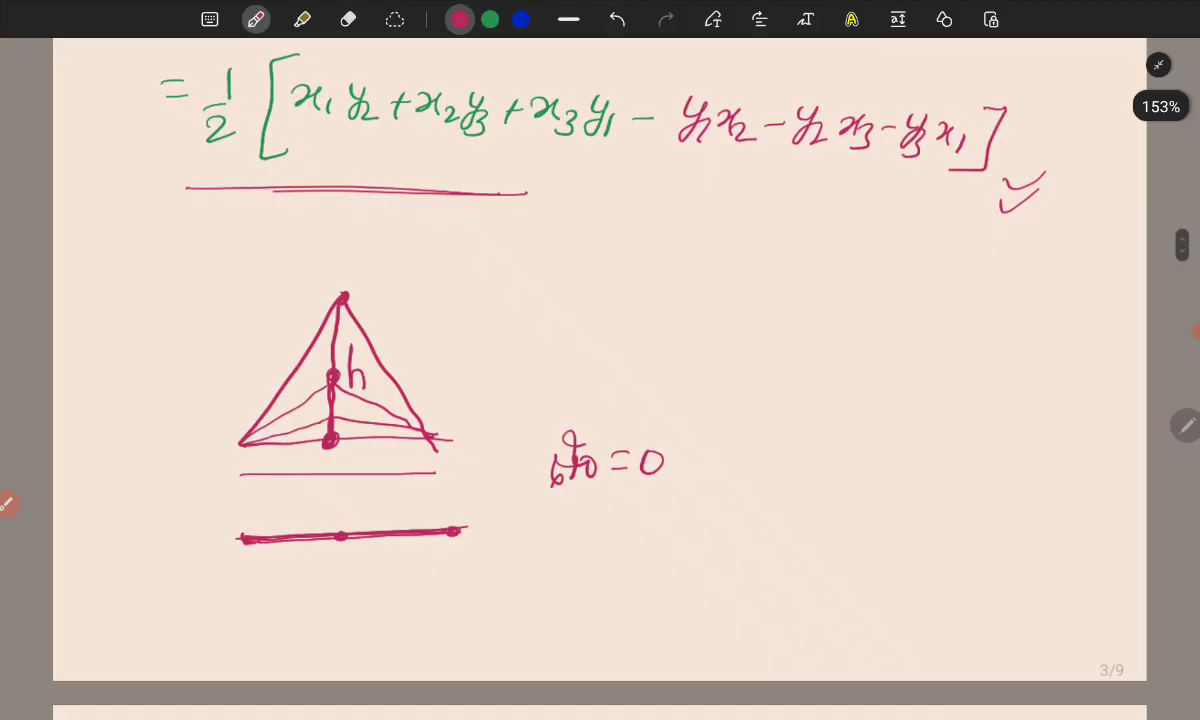 153%
= 1/2 [x₁y₂ + x₂y₃ + x₃y₁ - y₁x₂ - y₂x₃ - y₃x₁]
h
= 0
3/9